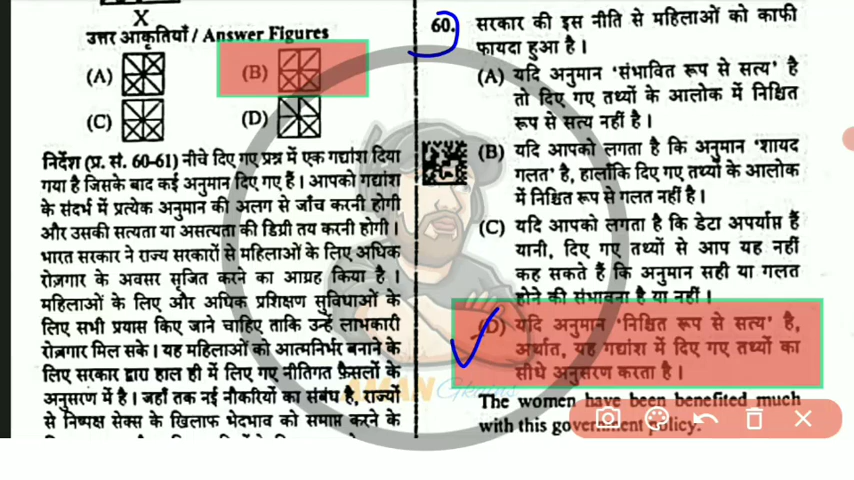 X
उत्तर आकृतियाँ / Answer Figures
(A)
(B)
(C)
(D)
निर्देश (प्र. सं. 60-61) नीचे दिए गए प्रश्न में एक गद्यांश दिया
गया है जिसके बाद कई अनुमान दिए गए हैं। आपको गद्यांश
के संदर्भ में प्रत्येक अनुमान की अलग से जाँच करनी होगी
और उसकी सत्यता या असत्यता की डिग्री तय करनी होगी।
भारत सरकार ने राज्य सरकारों से महिलाओं के लिए अधिक
रोज़गार के अवसर सृजित करने का आग्रह किया है।
महिलाओं के लिए और अधिक प्रशिक्षण सुविधाओं के
लिए सभी प्रयास किए जाने चाहिए ताकि उन्हें लाभकारी
रोज़गार मिल सके। यह महिलाओं को आत्मनिर्भर बनाने के
लिए सरकार द्वारा हाल ही में लिए गए नीतिगत फ़ैसलों के
अनुसरण में है। जहाँ तक नई नौकरियों का संबंध है, राज्यों
से निष्पक्ष सेक्स के खिलाफ भेदभाव को समाप्त करने के
60. सरकार की इस नीति से महिलाओं को काफी
फायदा हुआ है।
(A) यदि अनुमान ‘संभावित रूप से सत्य’ है
तो दिए गए तथ्यों के आलोक में निश्चित
रूप से सत्य नहीं है।
(B) यदि आपको लगता है कि अनुमान ‘शायद
गलत’ है, हालाँकि दिए गए तथ्यों के आलोक
में निश्चित रूप से गलत नहीं है।
(C) यदि आपको लगता है कि डेटा अपर्याप्त हैं
यानी, दिए गए तथ्यों से आप यह नहीं
कह सकते हैं कि अनुमान सही या गलत
होने की संभावना है या नहीं।
(D) यदि अनुमान ‘निश्चित रूप से सत्य’ है,
अर्थात, यह गद्यांश में दिए गए तथ्यों का
सीधे अनुसरण करता है।
The women have been benefited much
with this government policy.